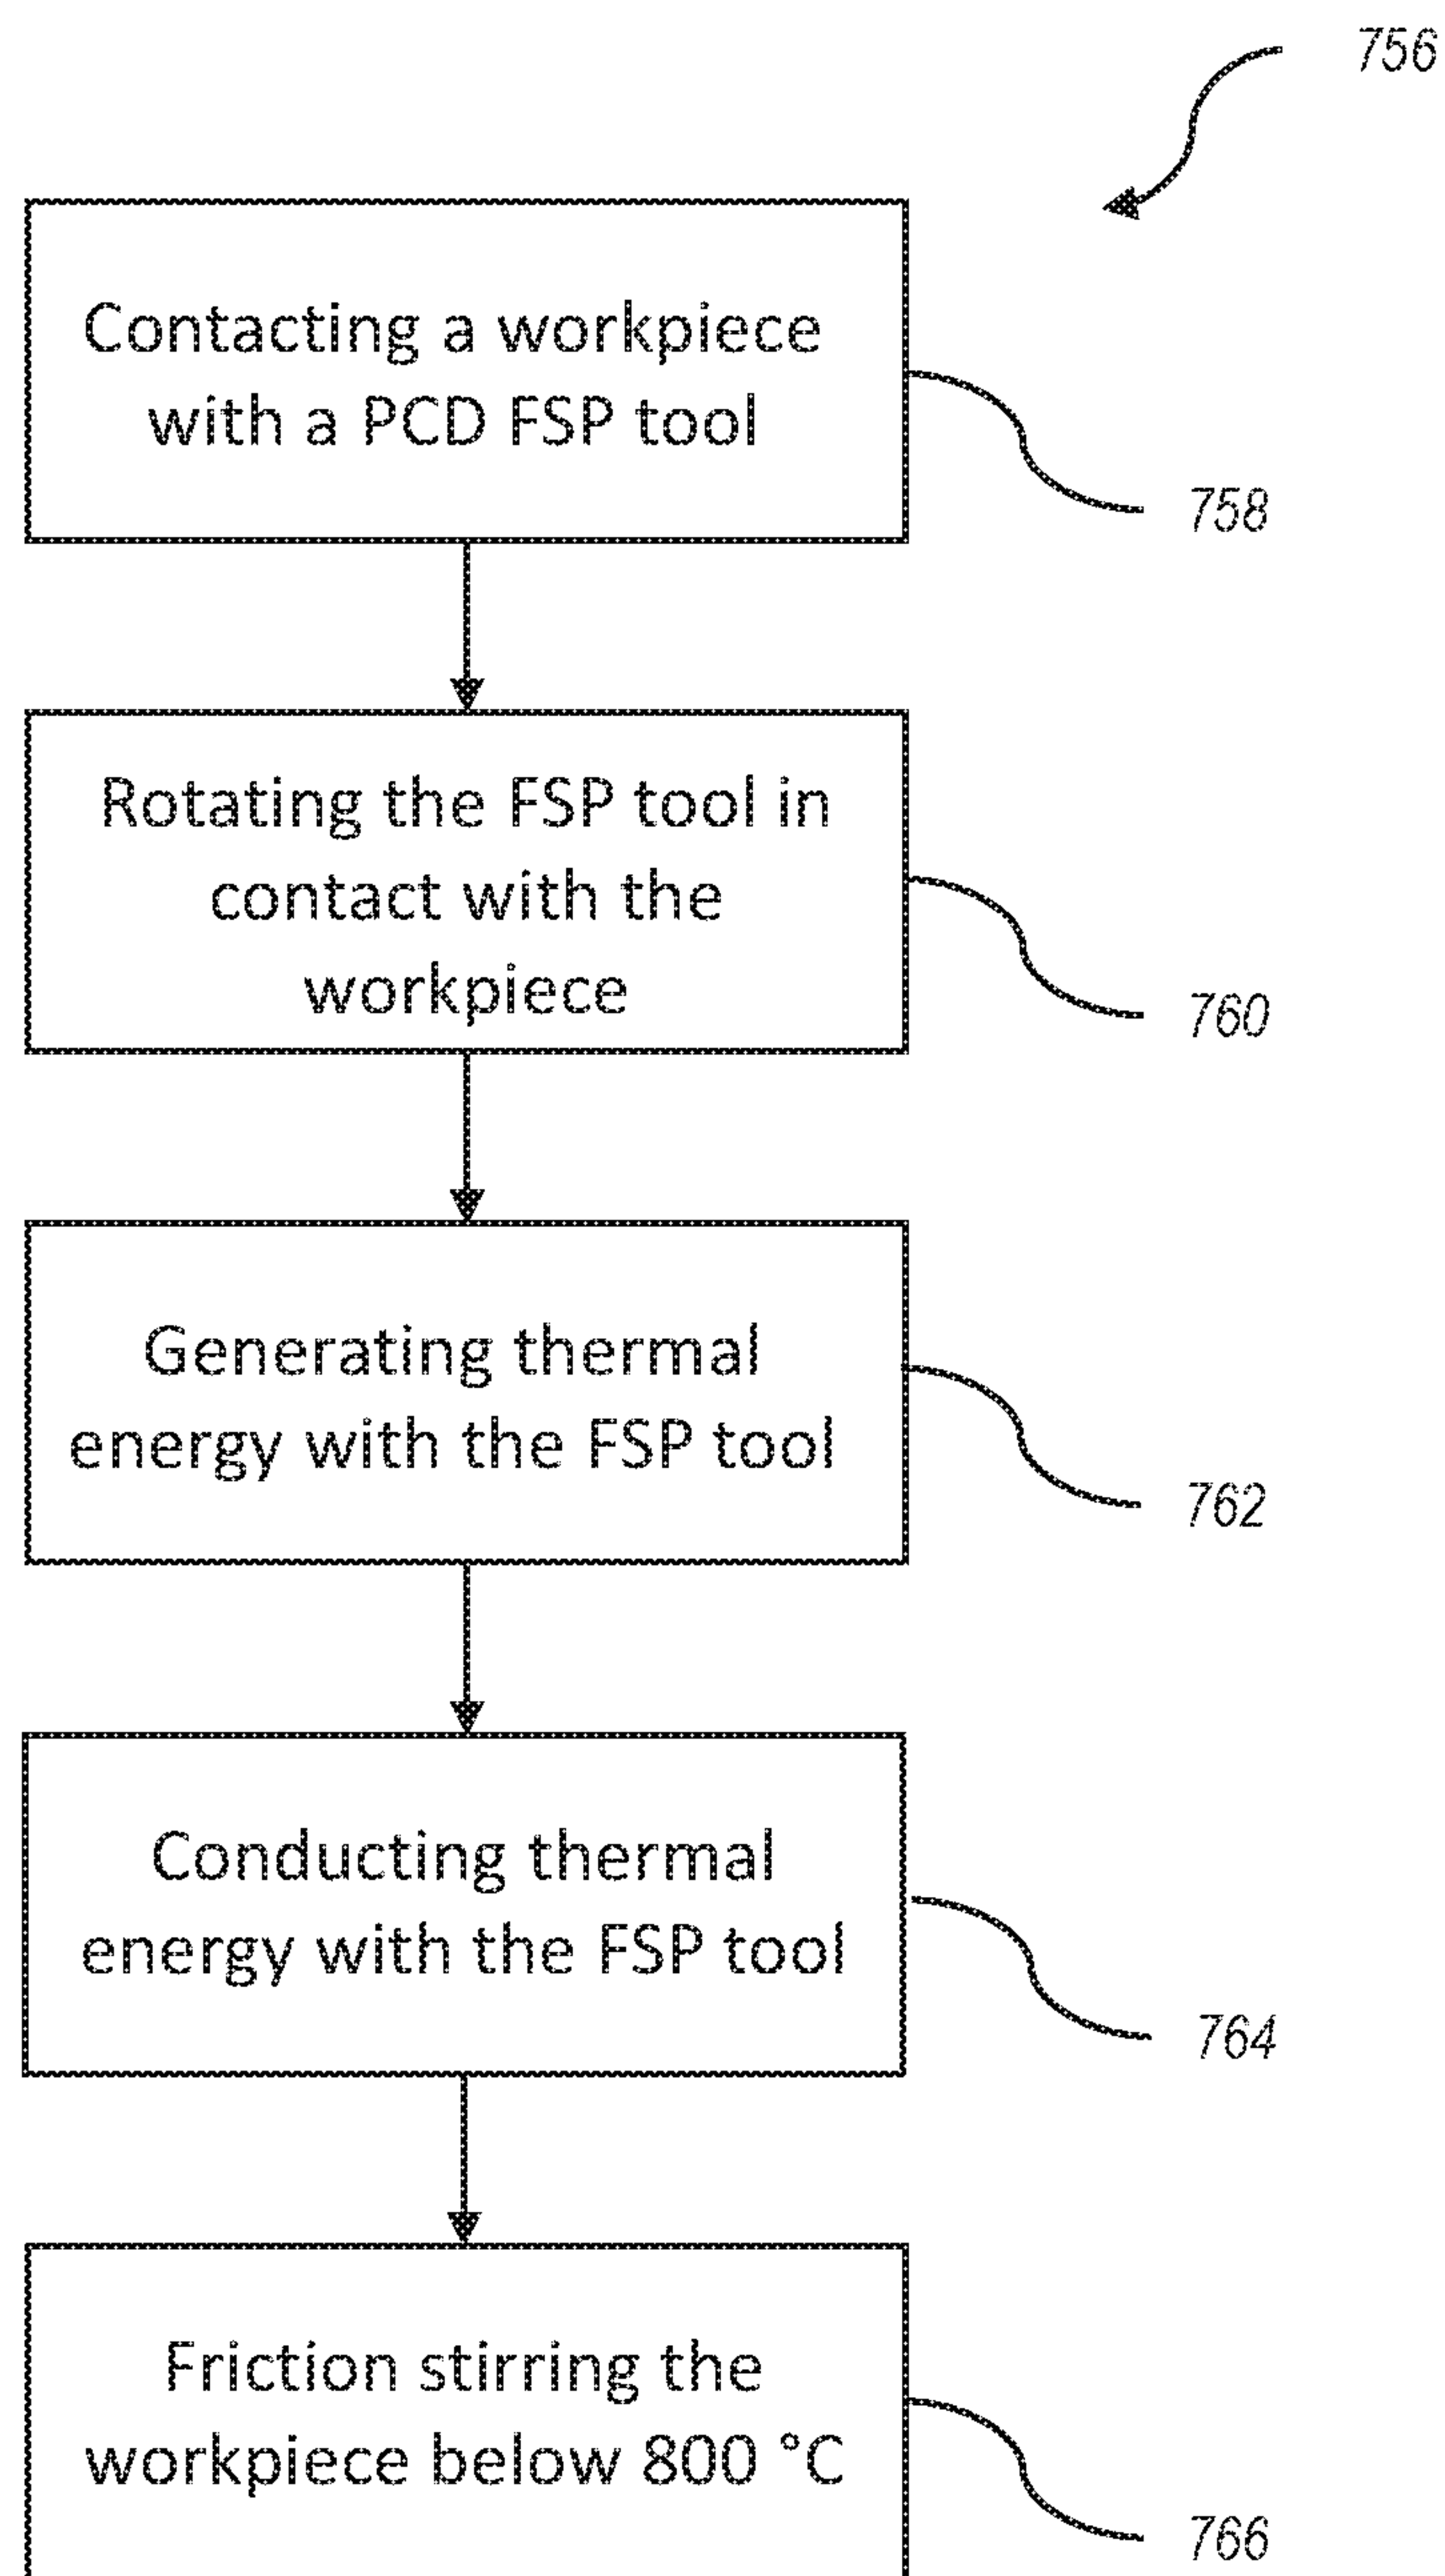 756
Contacting a workpiece
with a PCD FSP tool
758
Rotating the FSP tool in
contact with the
workpiece
760
Generating thermal
energy with the FSP tool
762
Conducting thermal
energy with the FSP tool
764
Friction stirring the
workpiece below 800 °C
766